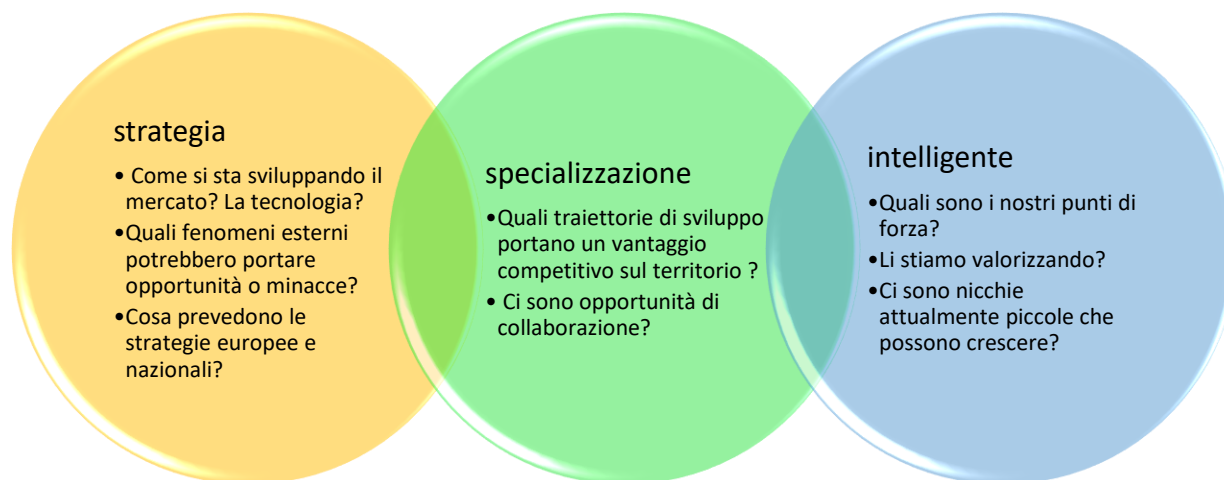 strategia
• Come si sta sviluppando il
mercato? La tecnologia?
•Quali fenomeni esterni
potrebbero portare
opportunità o minacce?
•Cosa prevedono le
strategie europee e
nazionali?
specializzazione
•Quali traiettorie di sviluppo
portano un vantaggio
competitivo sul territorio ?
• Ci sono opportunità di
collaborazione?
intelligente
•Quali sono i nostri punti di
forza?
•Li stiamo valorizzando?
•Ci sono nicchie
attualmente piccole che
possono crescere?